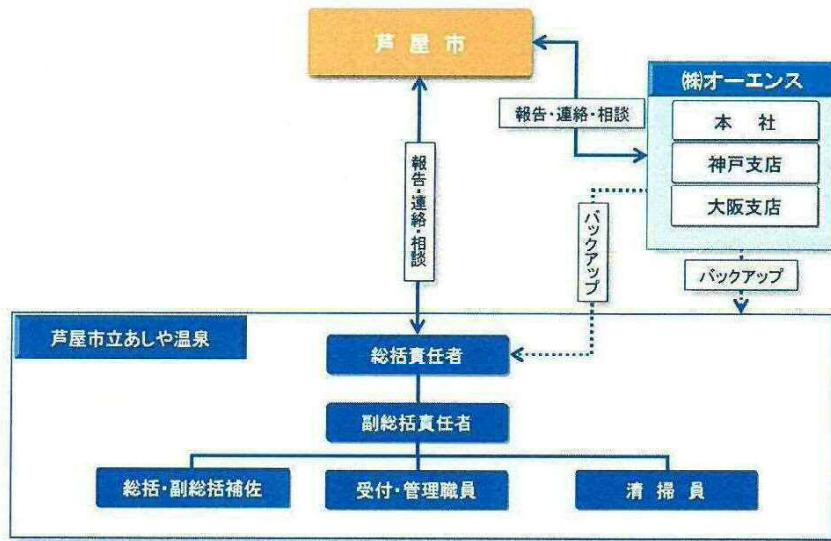 芦屋市
㈱オーエンス
本社
神戸支店
大阪支店
報告・連絡・相談
報告・連絡・相談
バックアップ
バックアップ
芦屋市立あしや温泉
総括責任者
副総括責任者
総括・副総括補佐
受付・管理職員
清掃員